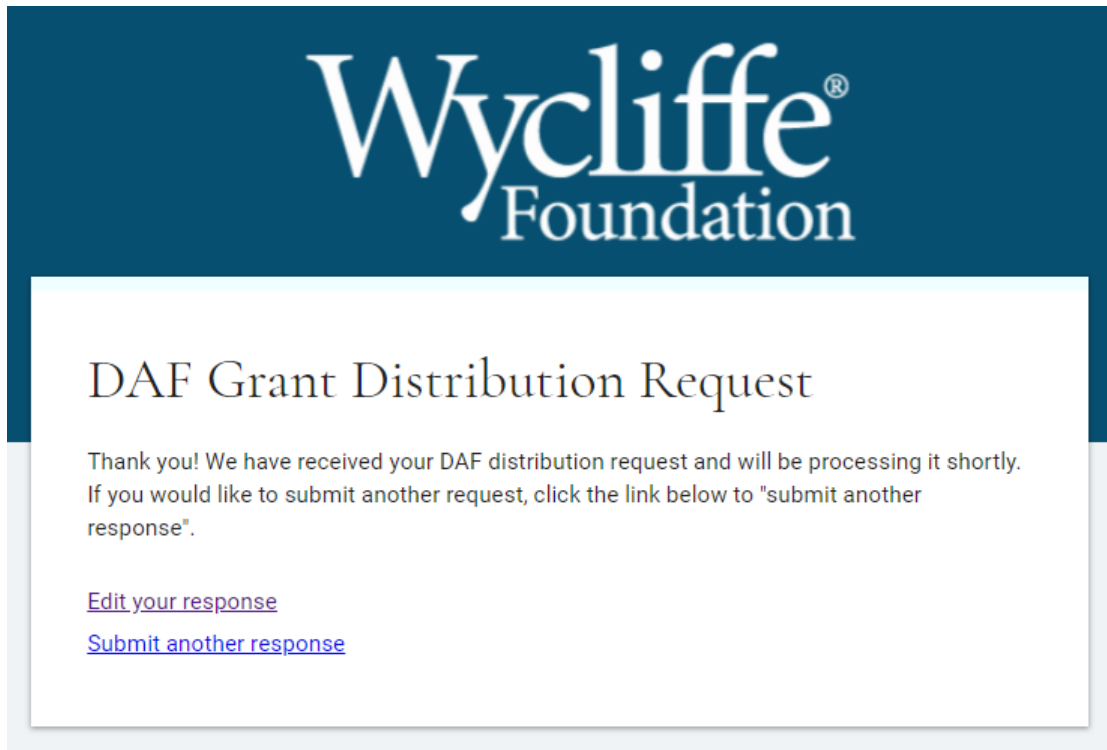 Wycliffe®
Foundation
DAF Grant Distribution Request
Thank you! We have received your DAF distribution request and will be processing it shortly.
If you would like to submit another request, click the link below to "submit another
response".
Edit your response
Submit another response